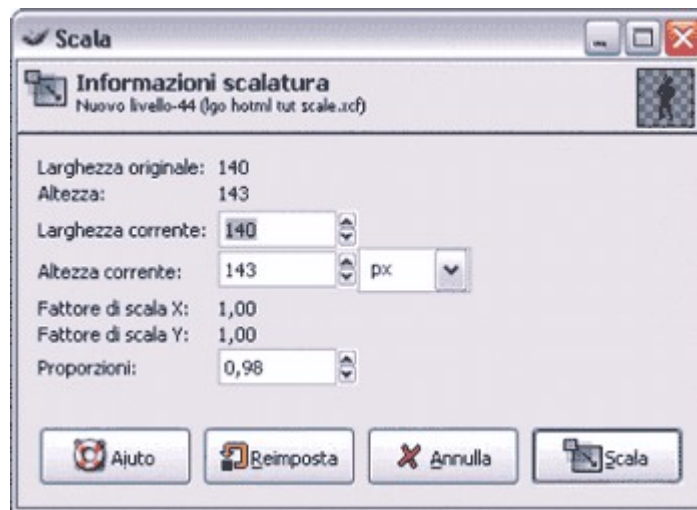 Scala
Informazioni scalatura
Nuovo livello-44 (lgo hotml tut scale.xcf)
Larghezza originale: 140
Altezza: 143
Larghezza corrente: 140
Altezza corrente: 143 px
Fattore di scala X: 1,00
Fattore di scala Y: 1,00
Proporzioni: 0,98
Aiuto Reimposta Annulla Scala